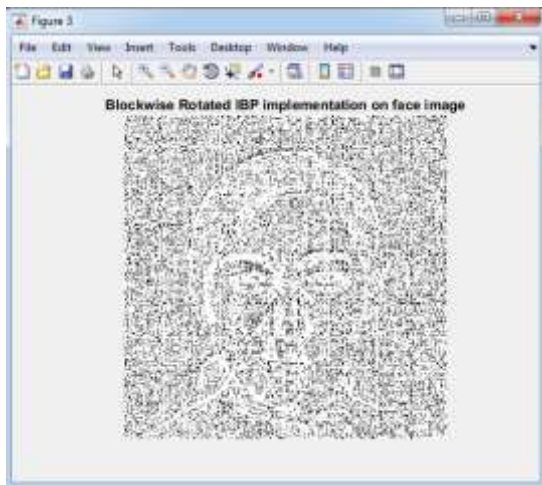 Figure 3
File Edit View Insert Tools Desktop Window Help
Blockwise Rotated IBP implementation on face image